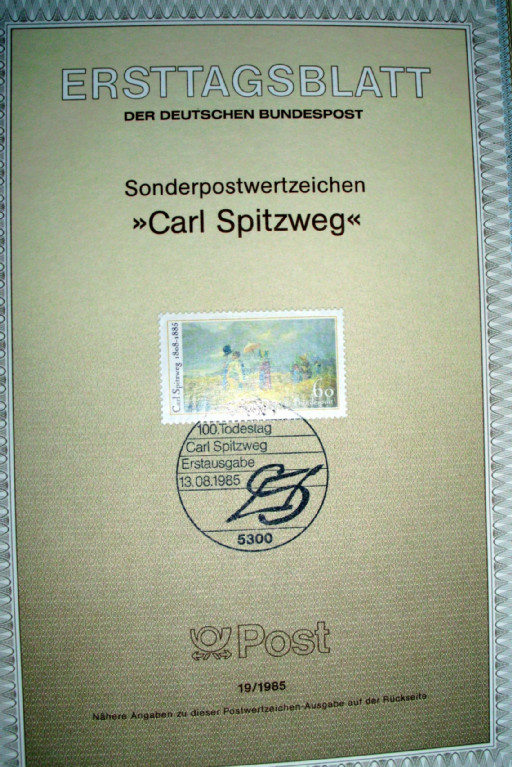 ERSTTAGSBLATT
DER DEUTSCHEN BUNDESPOST
Sonderpostwertzeichen
»Carl Spitzweg«
Carl Spitzweg 1808-1885
60
100.Todestag
Carl Spitzweg
Erstausgabe
13.08.1985
5300
Post
19/1985
Nähere Angaben zu dieser Postwertzeichen-Ausgabe auf der Rückseite